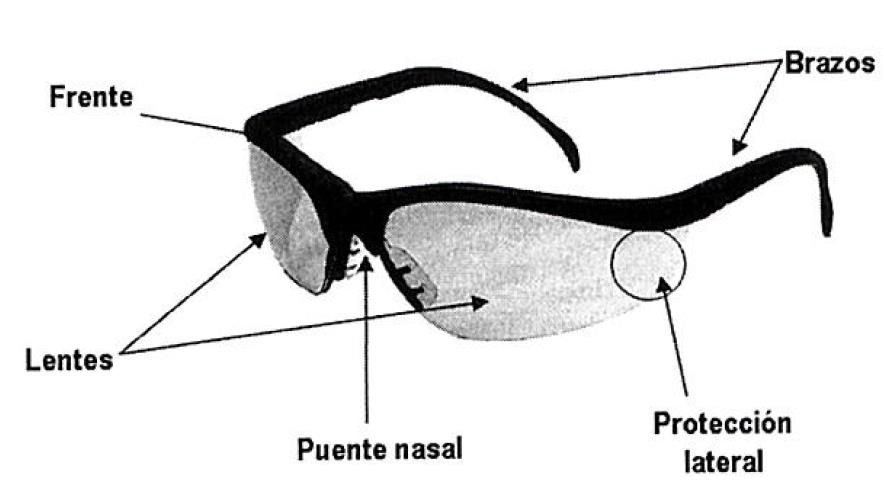 Brazos
Frente
Lentes
Puente nasal
Protección
lateral